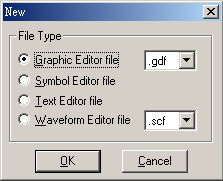 New
File Type
Graphic Editor file .gdf
Symbol Editor file
Text Editor file
Waveform Editor file .scf
OK Cancel